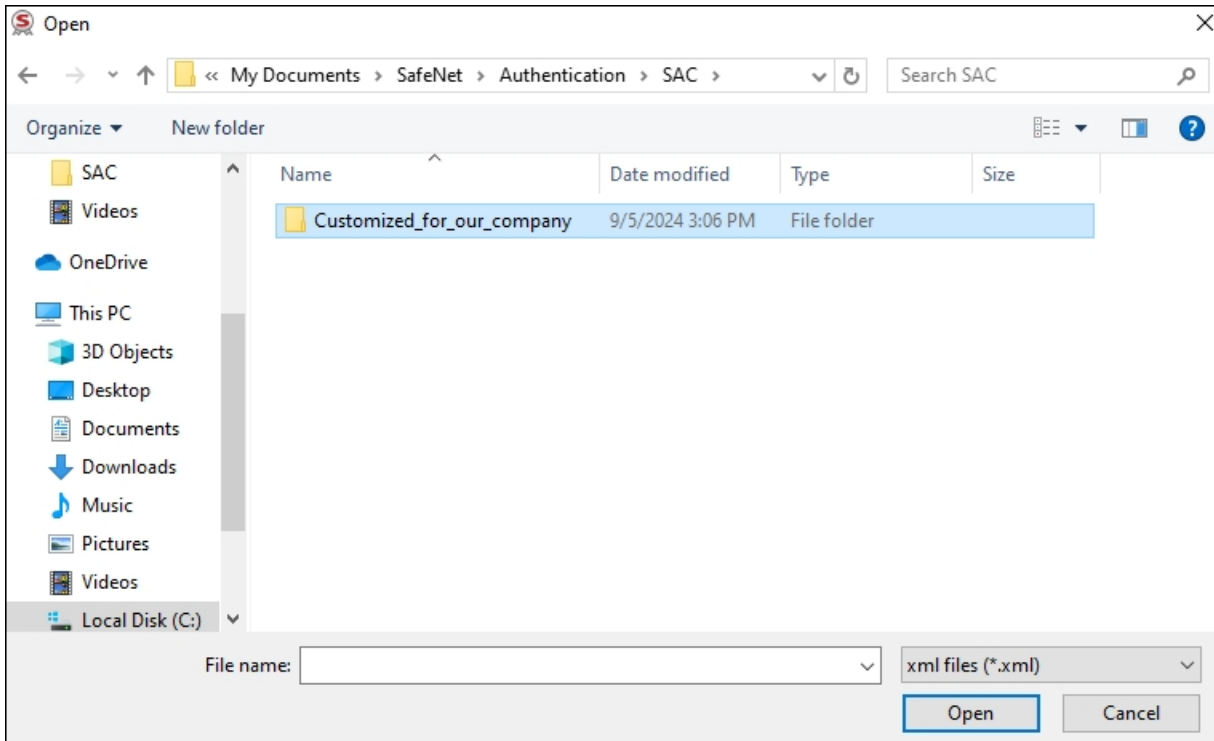 Open
« My Documents > SafeNet > Authentication > SAC >
Search SAC
Organize
New folder
SAC
Videos
OneDrive
This PC
3D Objects
Desktop
Documents
Downloads
Music
Pictures
Videos
Local Disk (C:)
Name Date modified Type Size
Customized_for_our_company 9/5/2024 3:06 PM File folder
File name:
xml files (*.xml)
Open
Cancel